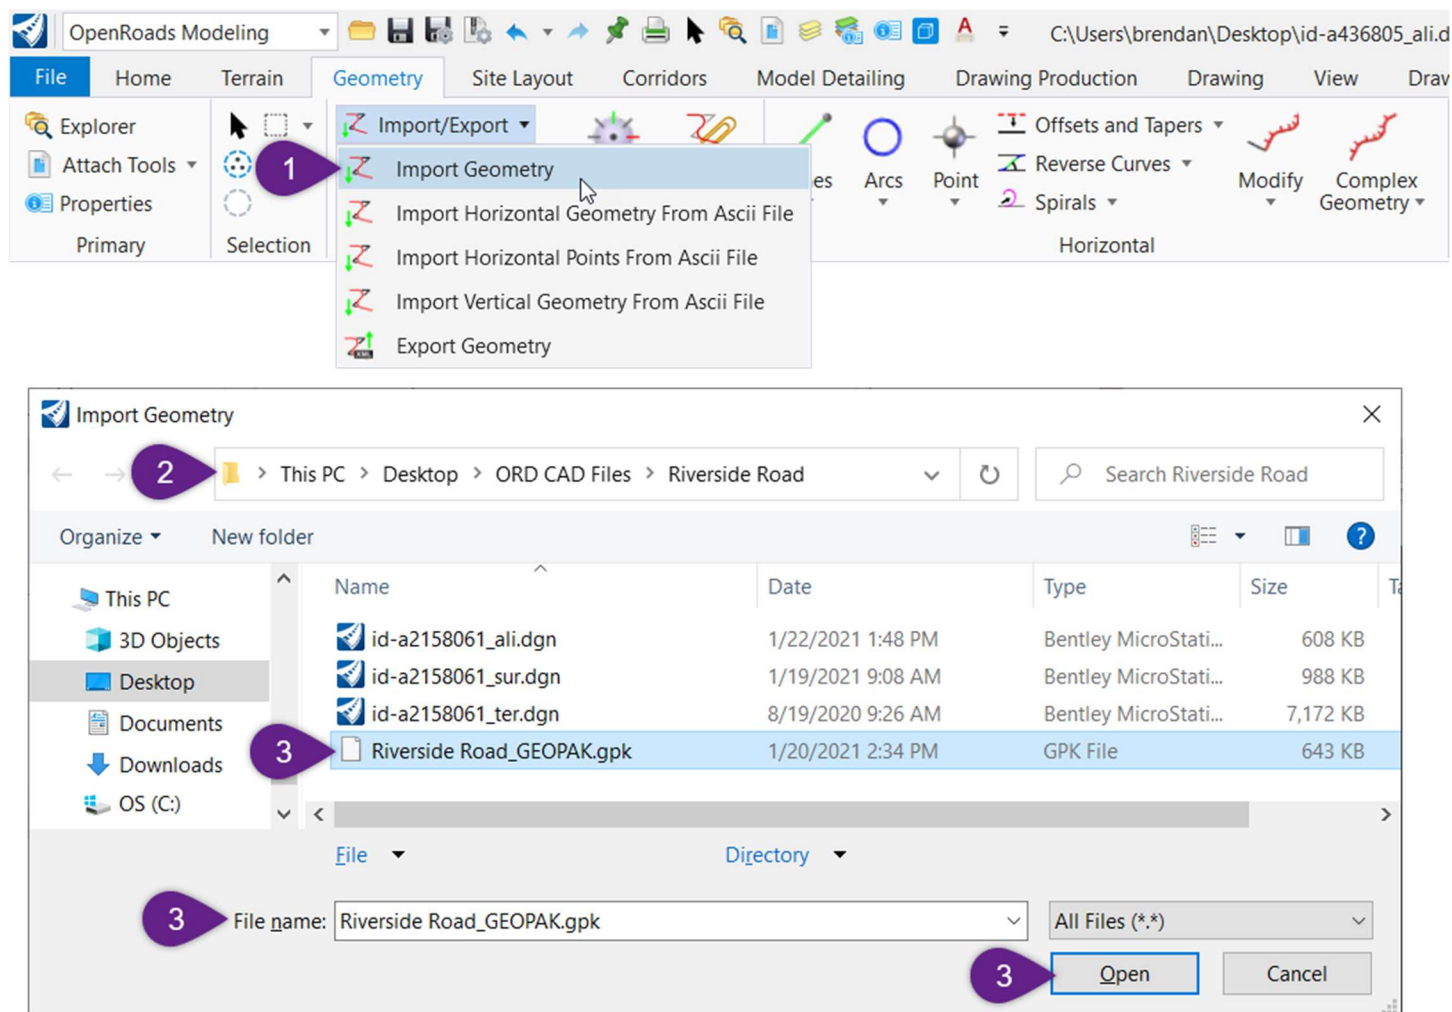 OpenRoads Modeling
C:\Users\brendan\Desktop\id-a436805_ali.d
File Home Terrain Geometry Site Layout Corridors Model Detailing Drawing Production Drawing View Draw
Explorer
Attach Tools
Properties
Primary
Selection
Import/Export
1
Import Geometry
Import Horizontal Geometry From Ascii File
Import Horizontal Points From Ascii File
Import Vertical Geometry From Ascii File
Export Geometry
es Arcs Point
Offsets and Tapers
Reverse Curves
Spirals
Modify
Complex
Geometry
Horizontal
Import Geometry
2
This PC > Desktop > ORD CAD Files > Riverside Road
Search Riverside Road
Organize New folder
?
This PC
3D Objects
Desktop
Documents
Downloads
OS (C:)
Name Date Type Size Ta
id-a2158061_ali.dgn 1/22/2021 1:48 PM Bentley MicroStati... 608 KB
id-a2158061_sur.dgn 1/19/2021 9:08 AM Bentley MicroStati... 988 KB
id-a2158061_ter.dgn 8/19/2020 9:26 AM Bentley MicroStati... 7,172 KB
3 Riverside Road_GEOPAK.gpk 1/20/2021 2:34 PM GPK File 643 KB
File Directory
3 File name: Riverside Road_GEOPAK.gpk All Files (*.*)
3 Open Cancel